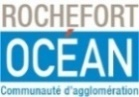 ROCHEFORT
OCÉAN
Communauté d'agglomération